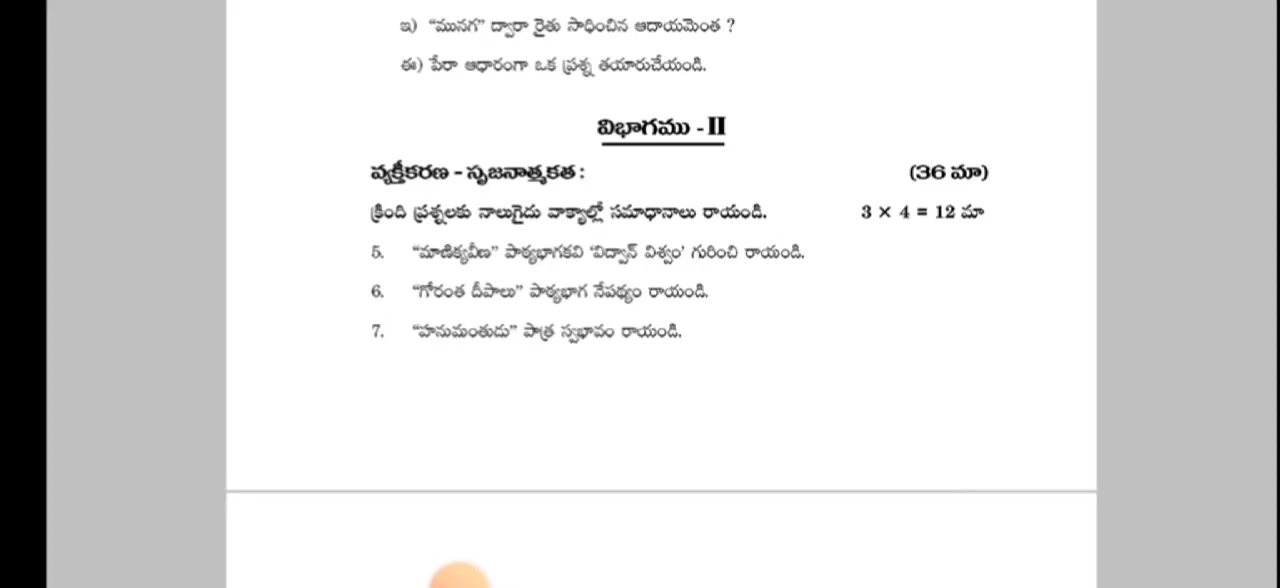 ఇ) “మునగ” ద్వారా రైతు సాధించిన ఆదాయమెంత ?
ఈ) పేరా ఆధారంగా ఒక ప్రశ్న తయారుచేయండి.
విభాగము - II
వ్యక్తీకరణ - సృజనాత్మకత : (36 మా)
క్రింది ప్రశ్నలకు నాలుగైదు వాక్యాల్లో సమాధానాలు రాయండి. 3 × 4 = 12 మా
5. “మాణిక్యవీణ” పాఠ్యభాగకవి ‘విద్వాన్ విశ్వం’ గురించి రాయండి.
6. “గోరంత దీపాలు” పాఠ్యభాగ నేపథ్యం రాయండి.
7. “హనుమంతుడు” పాత్ర స్వభావం రాయండి.